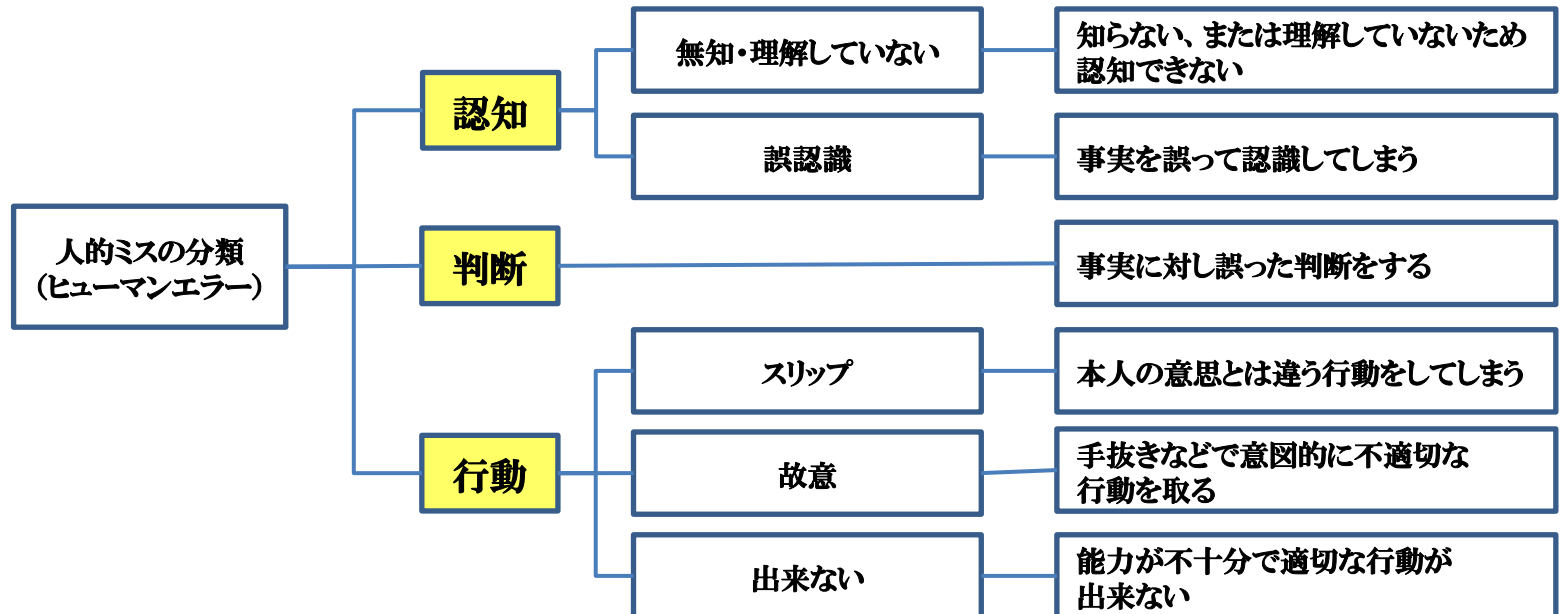 人的ミスの分類
(ヒューマンエラー)
認知
無知・理解していない
知らない、または理解していないため
認知できない
誤認識
事実を誤って認識してしまう
判断
事実に対し誤った判断をする
行動
スリップ
本人の意思とは違う行動をしてしまう
故意
手抜きなどで意図的に不適切な
行動を取る
出来ない
能力が不十分で適切な行動が
出来ない